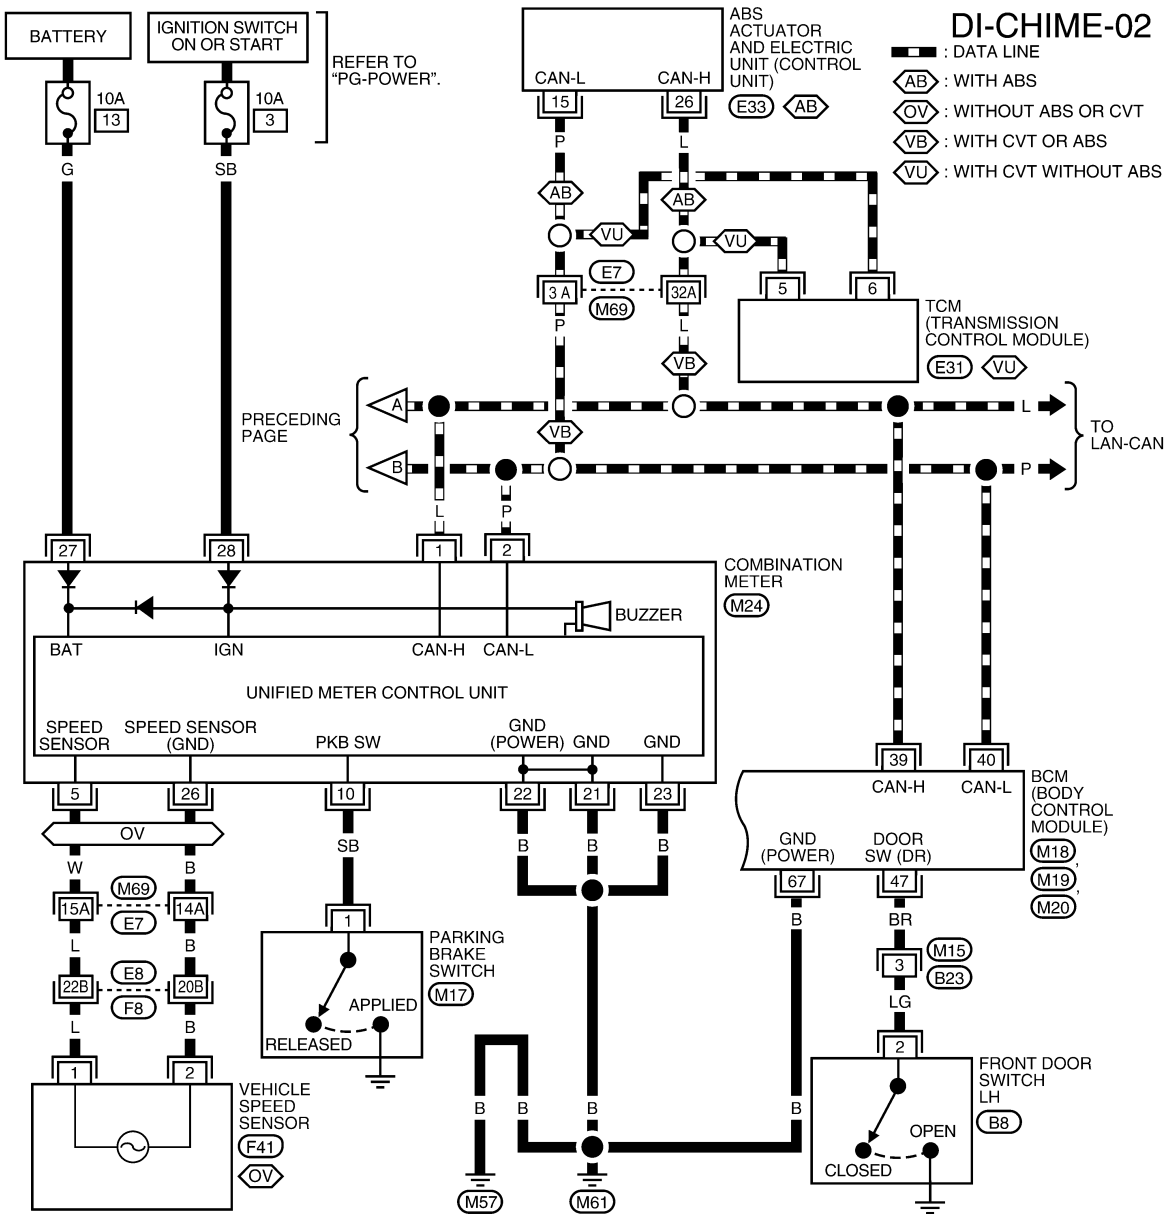 DI-CHIME-02
: DATA LINE
AB : WITH ABS
OV : WITHOUT ABS OR CVT
VB : WITH CVT OR ABS
VU : WITH CVT WITHOUT ABS
BATTERY
IGNITION SWITCH
ON OR START
REFER TO
“PG-POWER”.
10A
13
10A
3
G
SB
ABS
ACTUATOR
AND ELECTRIC
UNIT (CONTROL
UNIT)
E33 AB
CAN-L
CAN-H
15
26
P
L
AB
AB
VU
VU
E7
3 A
32A
M69
P
L
VB
5
6
TCM
(TRANSMISSION
CONTROL MODULE)
E31 VU
PRECEDING
PAGE
A
B
VB
L
P
TO
LAN-CAN
L
P
27
28
1
2
COMBINATION
METER
M24
BUZZER
BAT
IGN
CAN-H
CAN-L
UNIFIED METER CONTROL UNIT
SPEED
SENSOR
SPEED SENSOR
(GND)
PKB SW
GND
(POWER)
GND
GND
5
26
10
22
21
23
OV
W
B
SB
B
B
B
M69
15A
14A
E7
L
B
E8
22B
20B
F8
L
B
1
2
VEHICLE
SPEED
SENSOR
F41
OV
1
PARKING
BRAKE
SWITCH
M17
APPLIED
RELEASED
39
40
CAN-H
CAN-L
BCM
(BODY
CONTROL
MODULE)
M18,
M19,
M20
GND
(POWER)
DOOR
SW (DR)
67
47
B
BR
M15
3
B23
LG
2
FRONT DOOR
SWITCH
LH
B8
OPEN
CLOSED
B
B
B
B
M57
M61